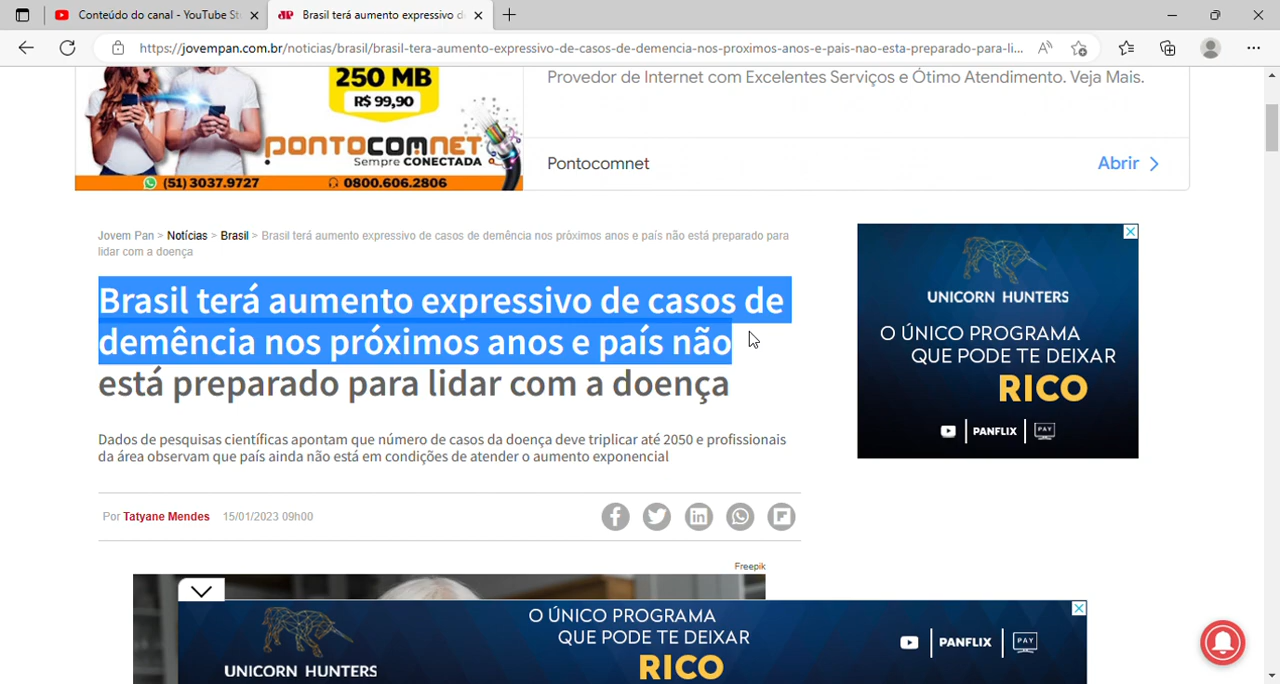 Conteúdo do canal - YouTube St
Brasil terá aumento expressivo d
https://jovempan.com.br/noticias/brasil/brasil-tera-aumento-expressivo-de-casos-de-demencia-nos-proximos-anos-e-pais-nao-esta-preparado-para-li...
250 MB
R$ 99,90
PONTOCOMNET
Sempre CONECTADA
(51) 3037.9727
0800.606.2806
Provedor de Internet com Excelentes Serviços e Ótimo Atendimento. Veja Mais.
Pontocomnet
Abrir
Jovem Pan > Notícias > Brasil > Brasil terá aumento expressivo de casos de demência nos próximos anos e país não está preparado para
lidar com a doença
Brasil terá aumento expressivo de casos de
demência nos próximos anos e país não
está preparado para lidar com a doença
Dados de pesquisas científicas apontam que número de casos da doença deve triplicar até 2050 e profissionais
da área observam que país ainda não está em condições de atender o aumento exponencial
Por Tatyane Mendes 15/01/2023 09h00
Freepik
UNICORN HUNTERS
O ÚNICO PROGRAMA
QUE PODE TE DEIXAR
RICO
PANFLIX
PAY
UNICORN HUNTERS
O ÚNICO PROGRAMA
QUE PODE TE DEIXAR
RICO
PANFLIX
PAY